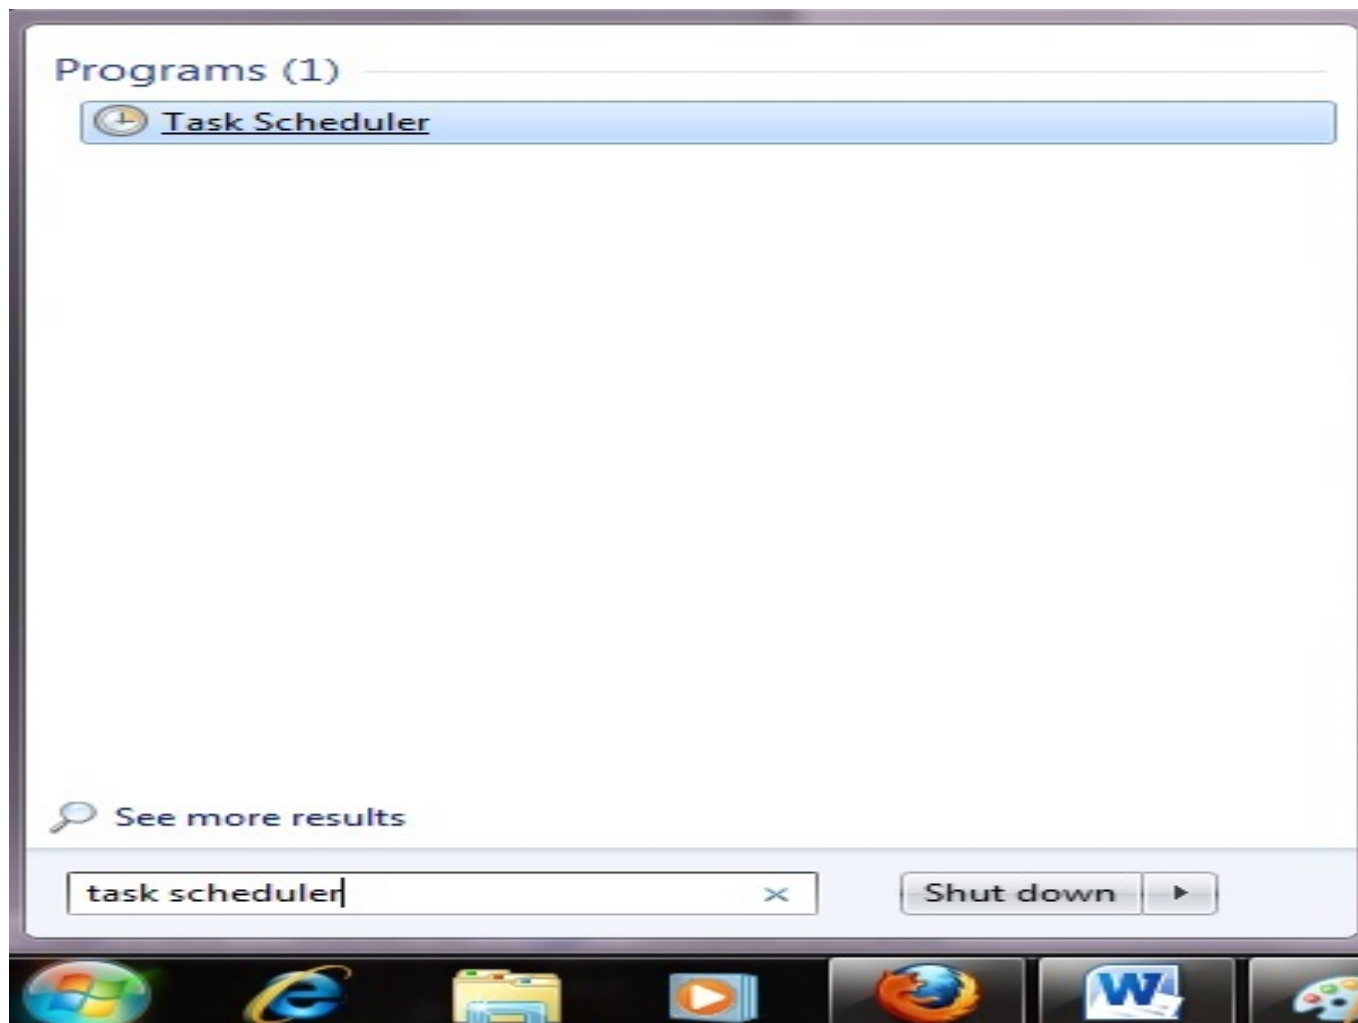 Programs (1)
Task Scheduler
See more results
task scheduler
Shut down
W